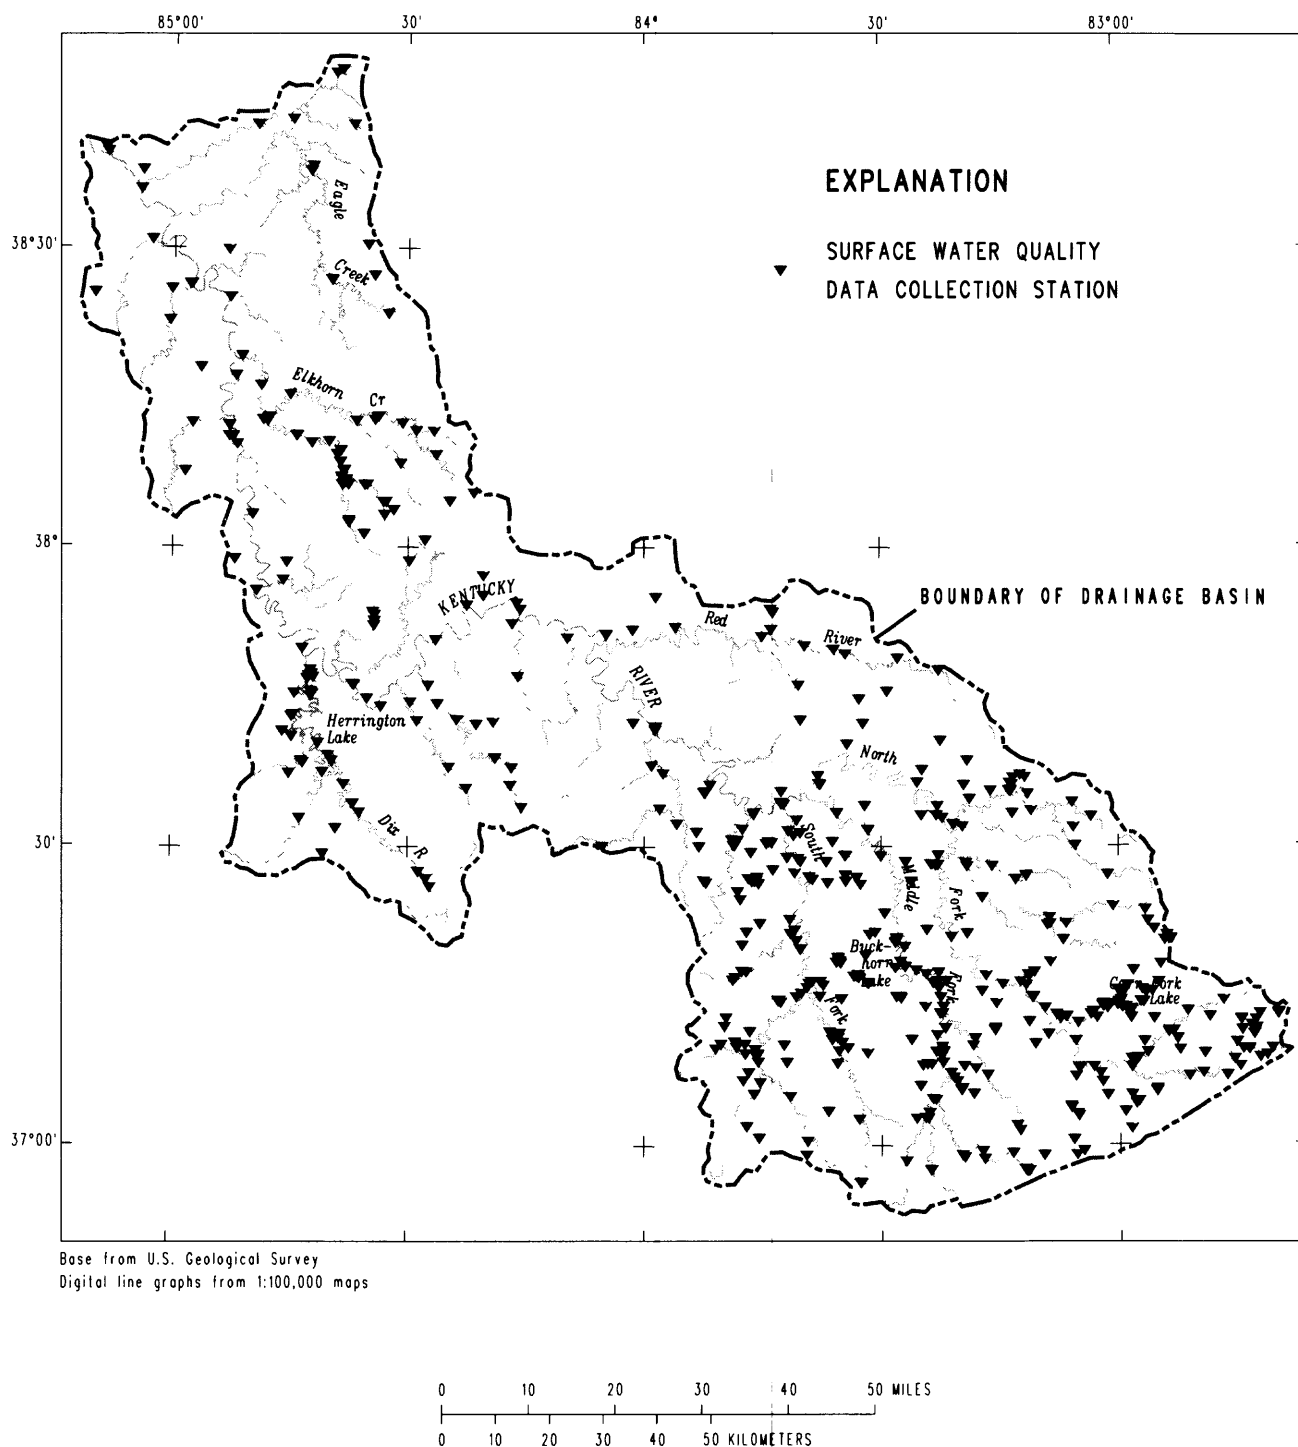 85°00' 30' 84° 30' 83°00'
EXPLANATION
SURFACE WATER QUALITY
DATA COLLECTION STATION
38°30'
38°
30'
37°00'
Eagle
Creek
Elkhorn
Cr
KENTUCKY
RIVER
Red
River
BOUNDARY OF DRAINAGE BASIN
Herrington
Lake
Dix
R
North
Fork
Fork
South
Fork
Middle
Buck-
horn
Lake
Carr Fork
Lake
Base from U.S. Geological Survey
Digital line graphs from 1:100,000 maps
0 10 20 30 40 50 MILES
0 10 20 30 40 50 KILOMETERS